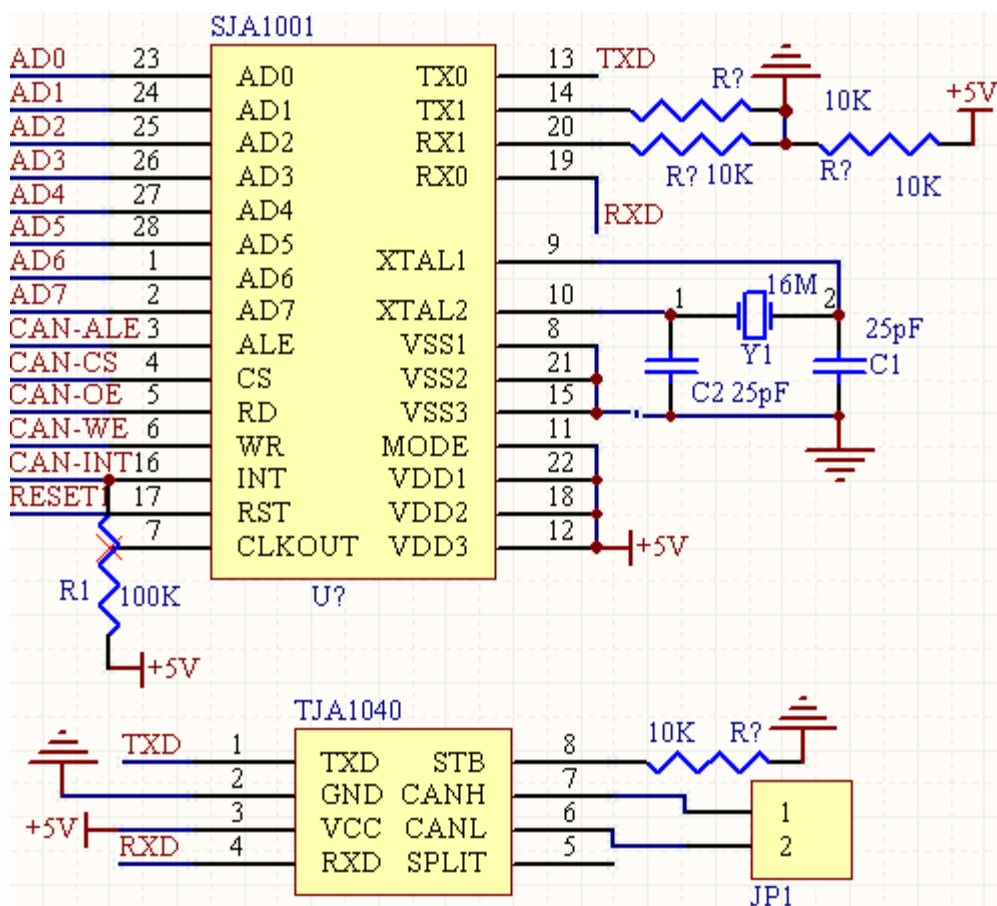 SJA1001
AD0 23 AD0 TX0 13 TXD
AD1 24 AD1 TX1 14 R? 10K +5V
AD2 25 AD2 RX1 20 R? 10K R? 10K
AD3 26 AD3 RX0 19 RXD
AD4 27 AD4
AD5 28 AD5 XTAL1 9
AD6 1 AD6 XTAL2 10 1 16M 2
AD7 2 AD7 VSS1 8 Y1 25pF
CAN-ALE 3 ALE VSS2 21 C2 25pF C1
CAN-CS 4 CS VSS3 15
CAN-OE 5 RD MODE 11
CAN-WE 6 WR VDD1 22
CAN-INT 16 INT VDD2 18
RESET1 17 RST VDD3 12 +5V
7 CLKOUT
R1 100K U?
+5V
TJA1040
TXD 1 TXD STB 8 10K R?
2 GND CANH 7 1
+5V 3 VCC CANL 6 2
RXD 4 RXD SPLIT 5
JP1